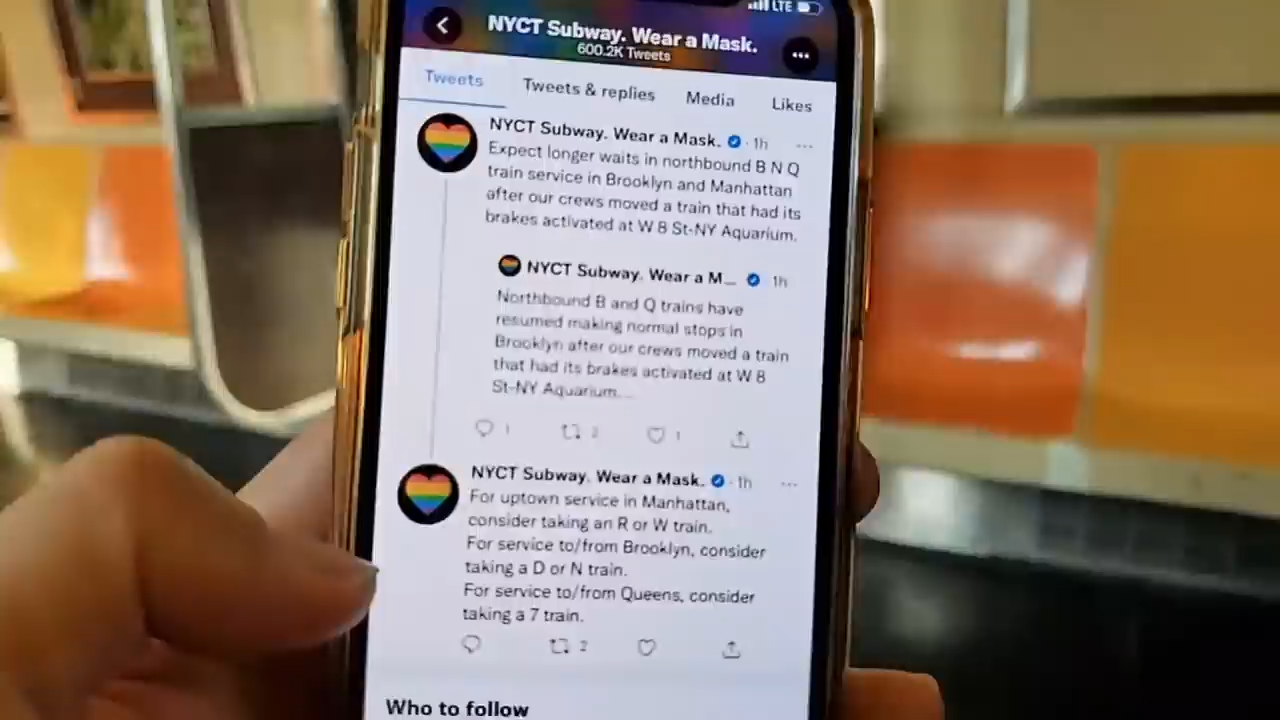 LTE
NYCT Subway. Wear a Mask.
600.2K Tweets
Tweets
Tweets & replies
Media
Likes
NYCT Subway. Wear a Mask. · 1h
Expect longer waits in northbound B N Q
train service in Brooklyn and Manhattan
after our crews moved a train that had its
brakes activated at W 8 St-NY Aquarium.
NYCT Subway. Wear a M... 1h
Northbound B and Q trains have
resumed making normal stops in
Brooklyn after our crews moved a train
that had its brakes activated at W 8
St-NY Aquarium....
1 2 1
NYCT Subway. Wear a Mask. · 1h
For uptown service in Manhattan,
consider taking an R or W train.
For service to/from Brooklyn, consider
taking a D or N train.
For service to/from Queens, consider
taking a 7 train.
2
Who to follow